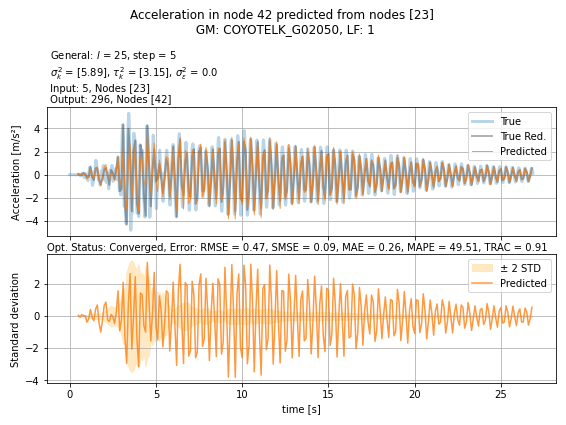 Acceleration in node 42 predicted from nodes [23]
GM: COYOTELK_G02050, LF: 1
General: l = 25, step = 5
σ²ₖ = [5.89], τ²ₖ = [3.15], σ²ᵋ = 0.0
Input: 5, Nodes [23]
Output: 296, Nodes [42]
Acceleration [m/s²]
4
2
0
−2
−4
True
True Red.
Predicted
Opt. Status: Converged, Error: RMSE = 0.47, SMSE = 0.09, MAE = 0.26, MAPE = 49.51, TRAC = 0.91
Standard deviation
2
0
−2
−4
± 2 STD
Predicted
0 5 10 15 20 25
time [s]